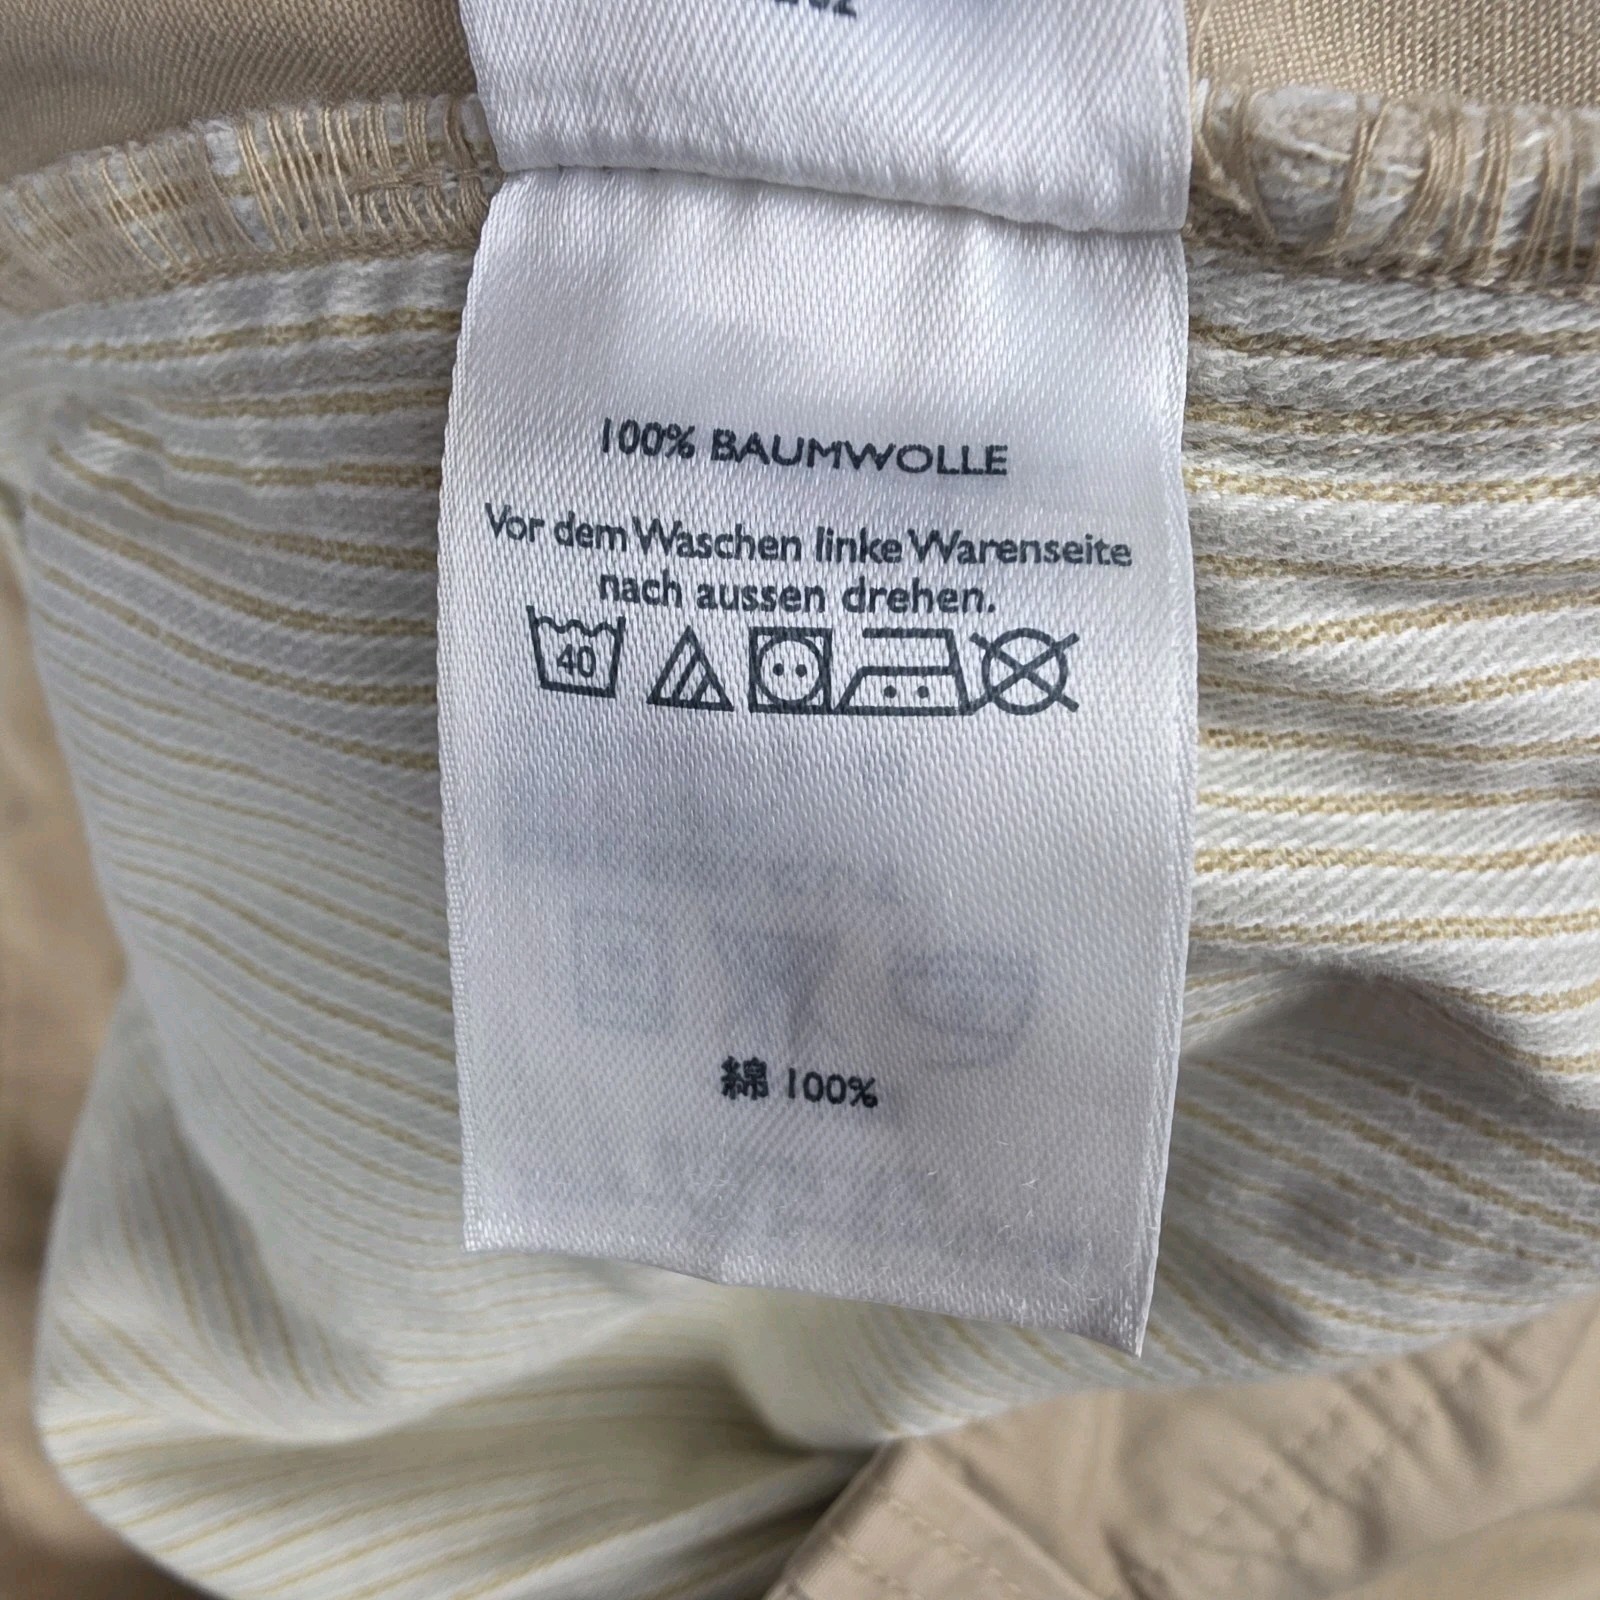 100% BAUMWOLLE
Vor dem Waschen linke Warenseite
nach aussen drehen.
40
綿 100%